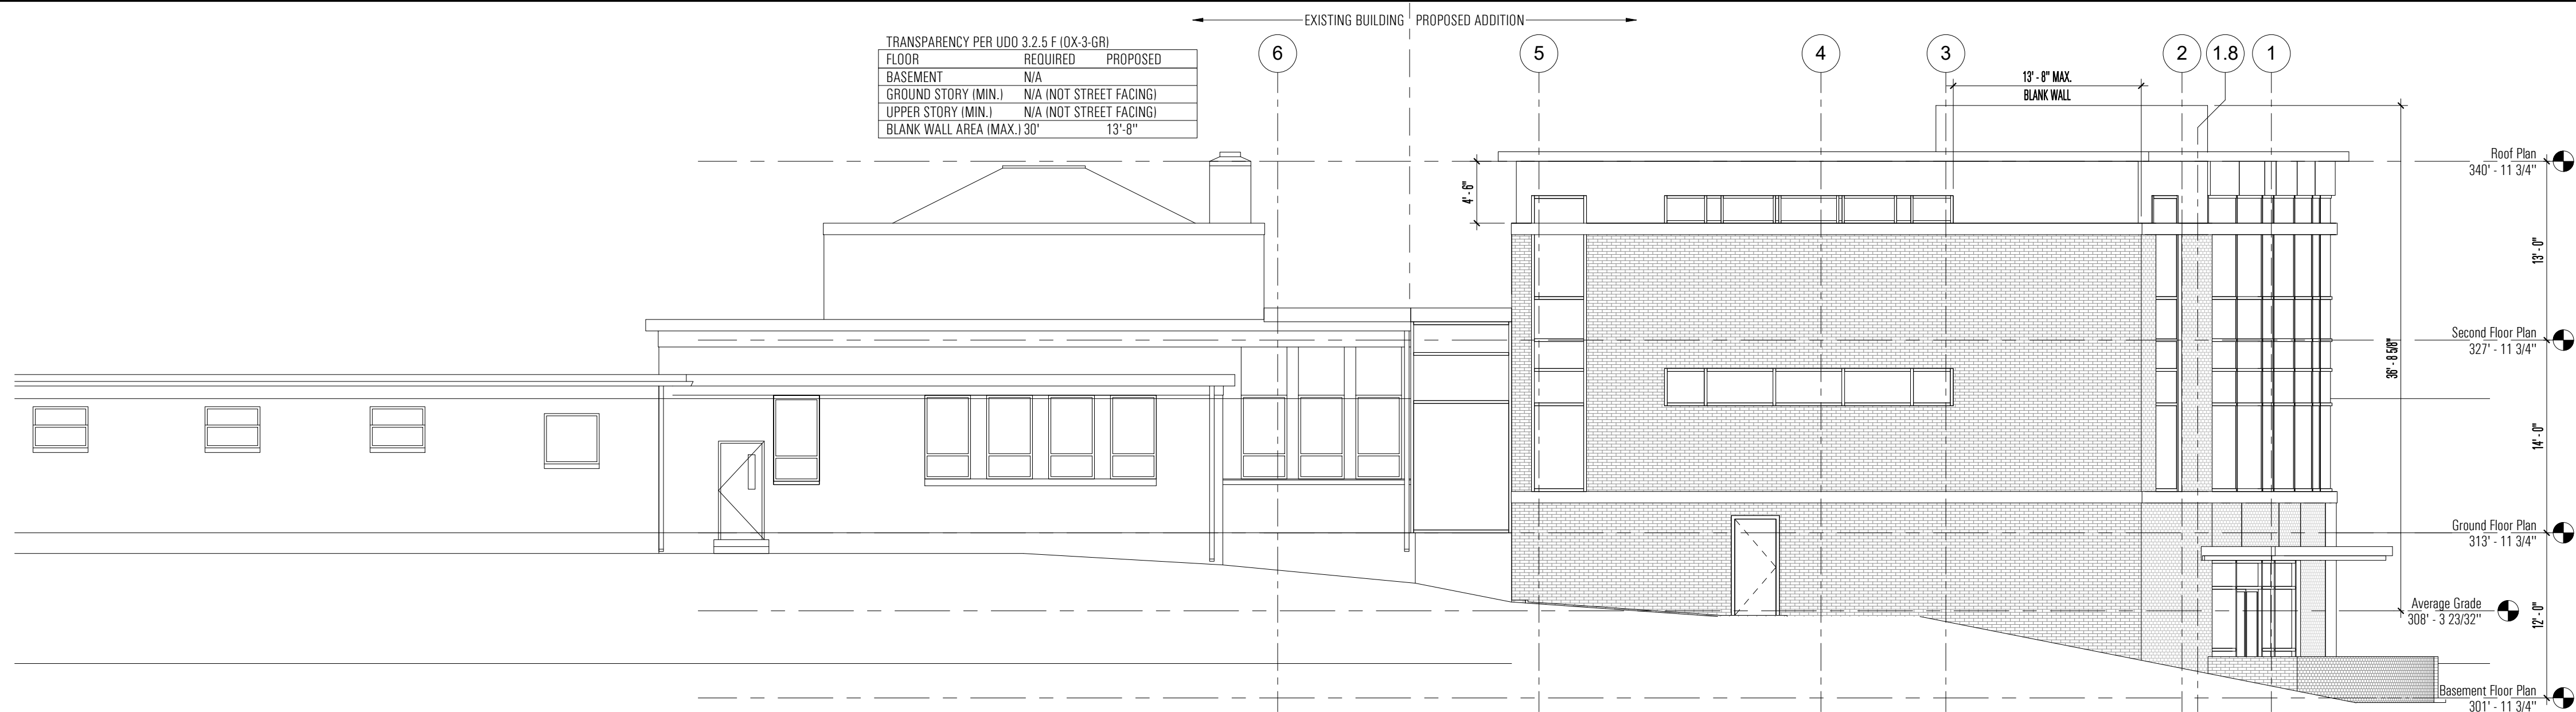 EXISTING BUILDING PROPOSED ADDITION
TRANSPARENCY PER UDO 3.2.5 F (OX-3-GR)
FLOOR REQUIRED PROPOSED
BASEMENT N/A
GROUND STORY (MIN.) N/A (NOT STREET FACING)
UPPER STORY (MIN.) N/A (NOT STREET FACING)
BLANK WALL AREA (MAX.) 30' 13'-8"
6
5
4
3
2
1.8
1
13' - 8" MAX.
BLANK WALL
4' - 6"
Roof Plan
340' - 11 3/4"
13' - 0"
Second Floor Plan
327' - 11 3/4"
36' - 8 5/8"
14' - 0"
Ground Floor Plan
313' - 11 3/4"
Average Grade
308' - 3 23/32"
12' - 0"
Basement Floor Plan
301' - 11 3/4"